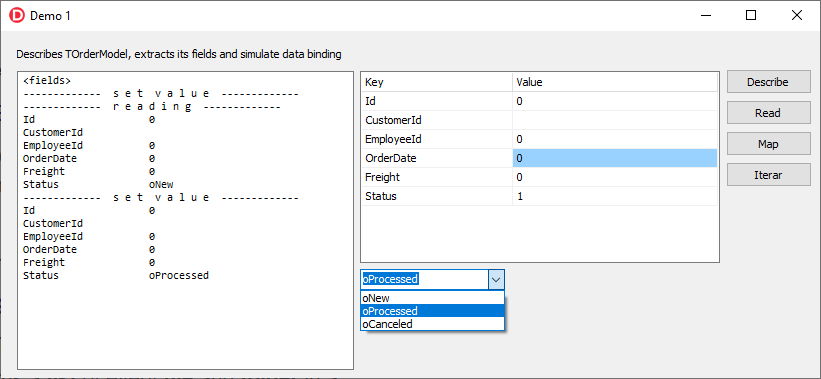 Demo 1
Describes TOrderModel, extracts its fields and simulate data binding
<fields>
------------- s e t  v a l u e -------------
------------- r e a d i n g -------------
Id 0
CustomerId
EmployeeId 0
OrderDate 0
Freight 0
Status oNew
------------- s e t  v a l u e -------------
Id 0
CustomerId
EmployeeId 0
OrderDate 0
Freight 0
Status oProcessed
Key Value
Id 0
CustomerId
EmployeeId 0
OrderDate 0
Freight 0
Status 1
oProcessed
oNew
oProcessed
oCanceled
Describe
Read
Map
Iterar